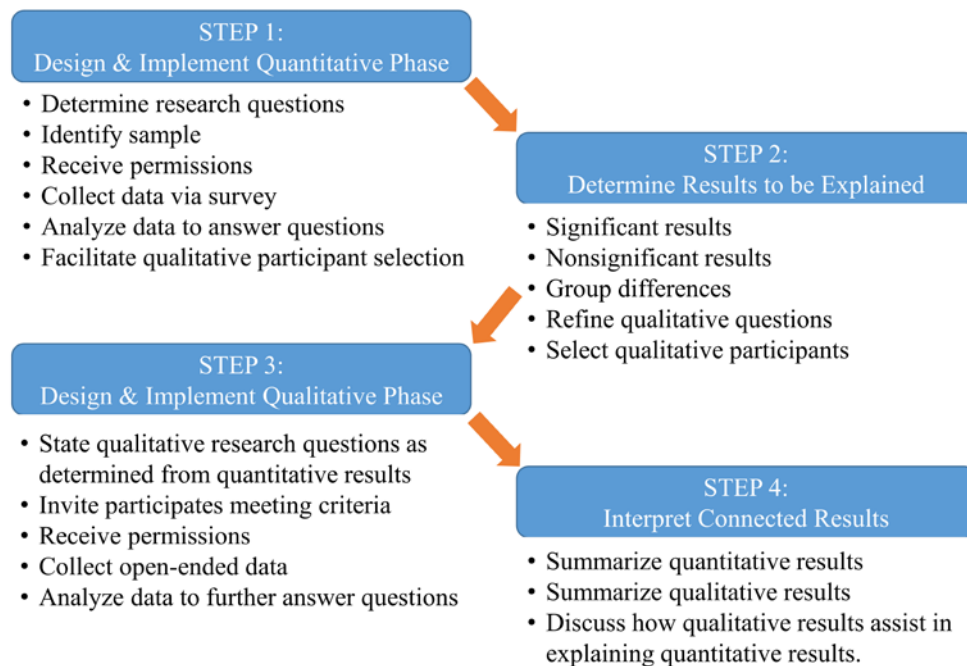 STEP 1:
Design & Implement Quantitative Phase
• Determine research questions
• Identify sample
• Receive permissions
• Collect data via survey
• Analyze data to answer questions
• Facilitate qualitative participant selection
STEP 2:
Determine Results to be Explained
• Significant results
• Nonsignificant results
• Group differences
• Refine qualitative questions
• Select qualitative participants
STEP 3:
Design & Implement Qualitative Phase
• State qualitative research questions as
determined from quantitative results
• Invite participates meeting criteria
• Receive permissions
• Collect open-ended data
• Analyze data to further answer questions
STEP 4:
Interpret Connected Results
• Summarize quantitative results
• Summarize qualitative results
• Discuss how qualitative results assist in
explaining quantitative results.